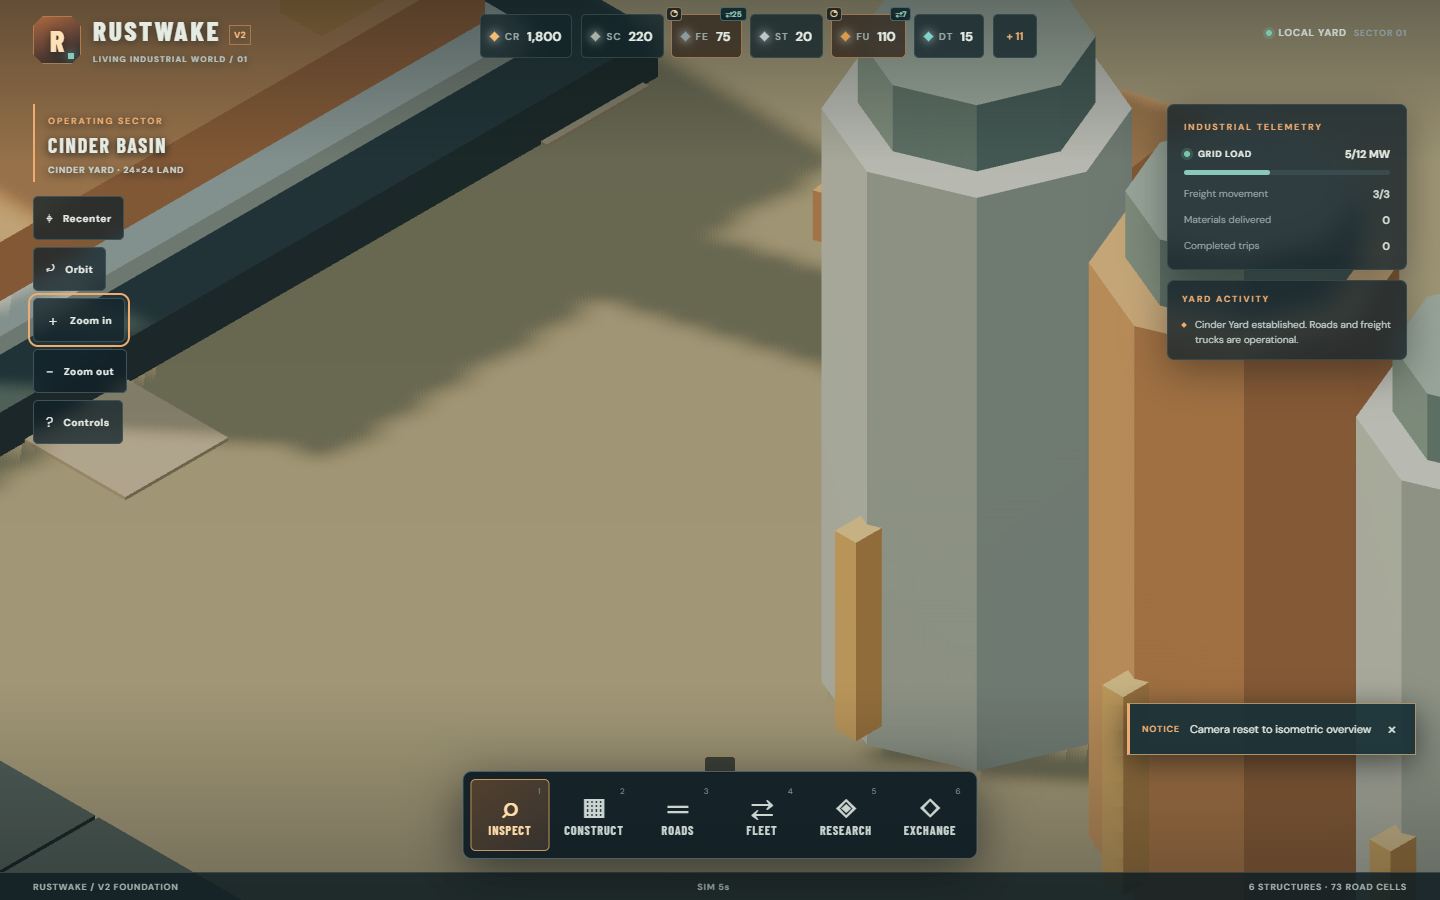 R
RUSTWAKE V2
LIVING INDUSTRIAL WORLD / 01
CR 1,800
SC 220
FE 75 ⇄25
ST 20
FU 110 ⇄7
DT 15
+ 11
LOCAL YARD SECTOR 01
OPERATING SECTOR
CINDER BASIN
CINDER YARD · 24×24 LAND
Recenter
Orbit
+ Zoom in
− Zoom out
? Controls
INDUSTRIAL TELEMETRY
GRID LOAD 5/12 MW
Freight movement 3/3
Materials delivered 0
Completed trips 0
YARD ACTIVITY
Cinder Yard established. Roads and freight
trucks are operational.
NOTICE Camera reset to isometric overview ×
1 INSPECT
2 CONSTRUCT
3 ROADS
4 FLEET
5 RESEARCH
6 EXCHANGE
RUSTWAKE / V2 FOUNDATION
SIM 5s
6 STRUCTURES · 73 ROAD CELLS